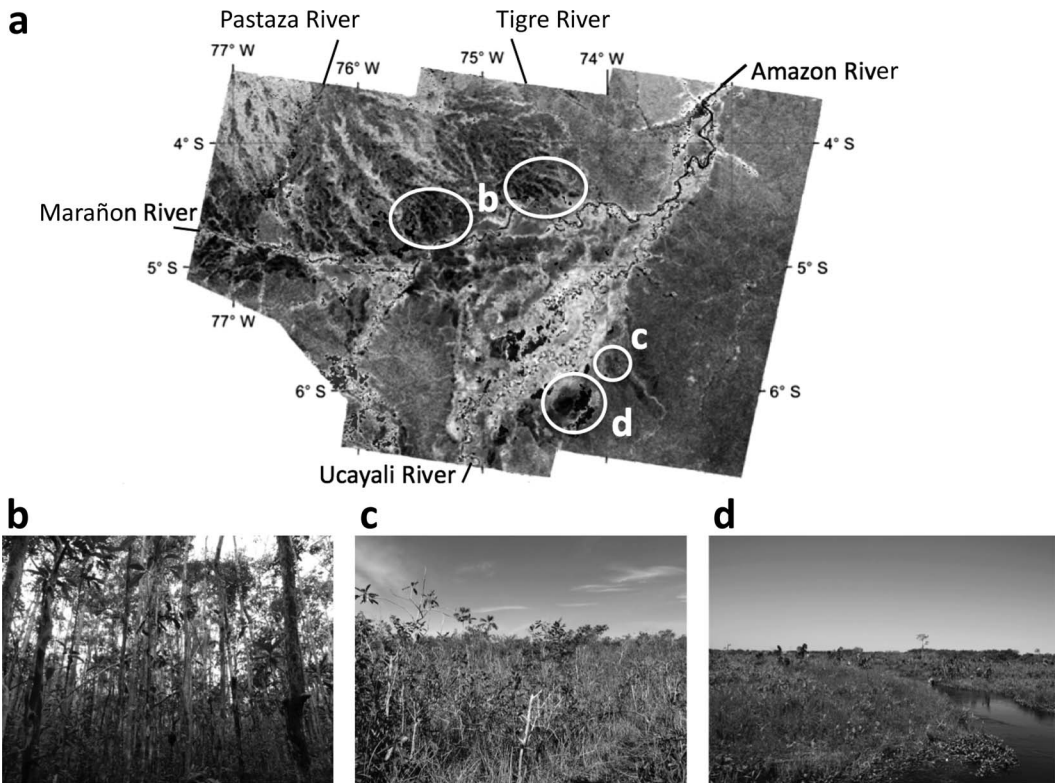 a
Pastaza River
Tigre River
77° W
76° W
75° W
74° W
Amazon River
4° S
b
Marañon River
5° S
5° S
77° W
c
6° S
6° S
d
Ucayali River
b
c
d